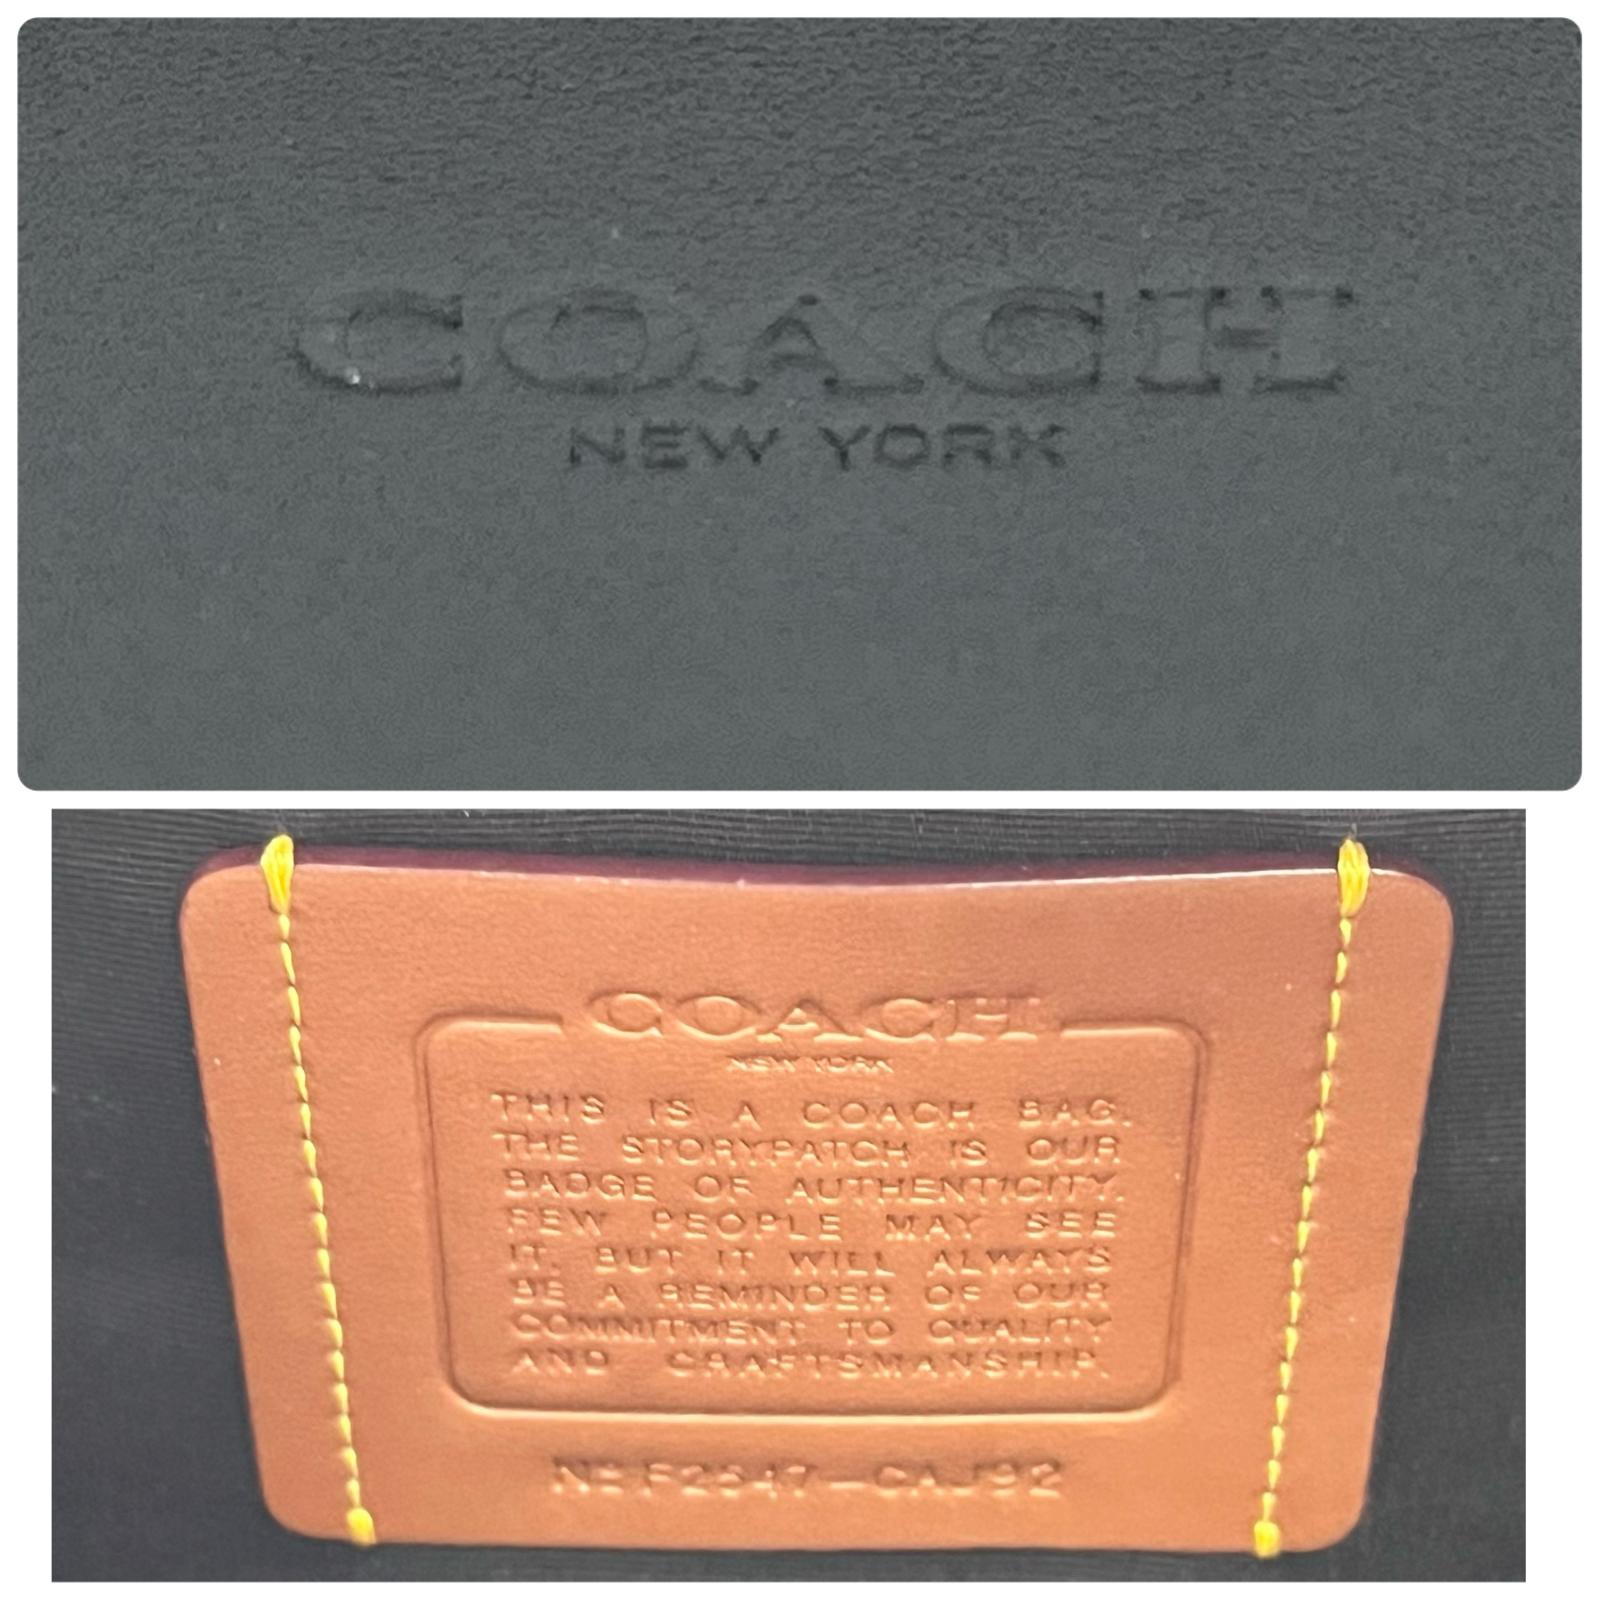 COACH
NEW YORK
COACH
NEW YORK
THIS IS A COACH BAG.
THE STORYPATCH IS OUR
BADGE OF AUTHENTICITY.
FEW PEOPLE MAY SEE
IT. BUT IT WILL ALWAYS
BE A REMINDER OF OUR
COMMITMENT TO QUALITY
AND CRAFTSMANSHIP.